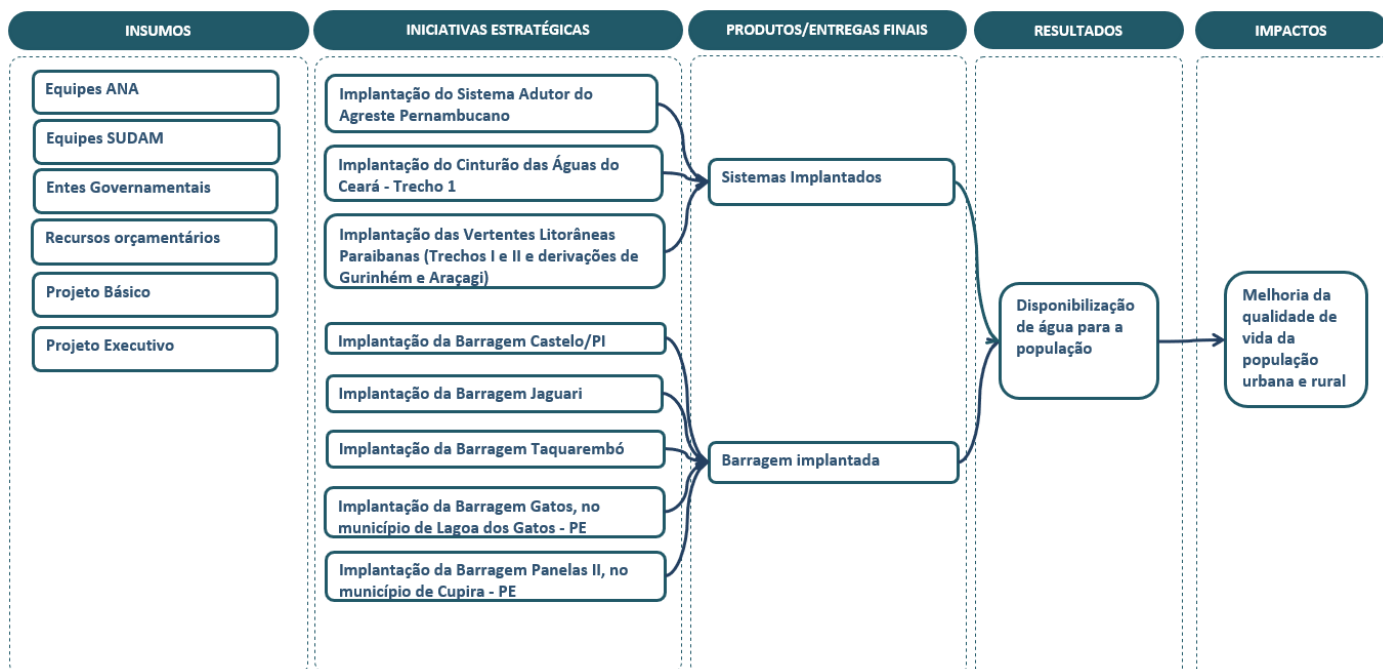 INSUMOS
Equipes ANA
Equipes SUDAM
Entes Governamentais
Recursos orçamentários
Projeto Básico
Projeto Executivo
INICIATIVAS ESTRATÉGICAS
Implantação do Sistema Adutor do
Agreste Pernambucano
Implantação do Cinturão das Águas do
Ceará - Trecho 1
Implantação das Vertentes Litorâneas
Paraibanas (Trechos I e II e derivações de
Gurinhém e Araçagi)
Implantação da Barragem Castelo/PI
Implantação da Barragem Jaguari
Implantação da Barragem Taquarembó
Implantação da Barragem Gatos, no
município de Lagoa dos Gatos - PE
Implantação da Barragem Panelas II, no
município de Cupira - PE
PRODUTOS/ENTREGAS FINAIS
Sistemas Implantados
Barragem implantada
RESULTADOS
Disponibilização
de água para a
população
IMPACTOS
Melhoria da
qualidade de
vida da
população
urbana e rural